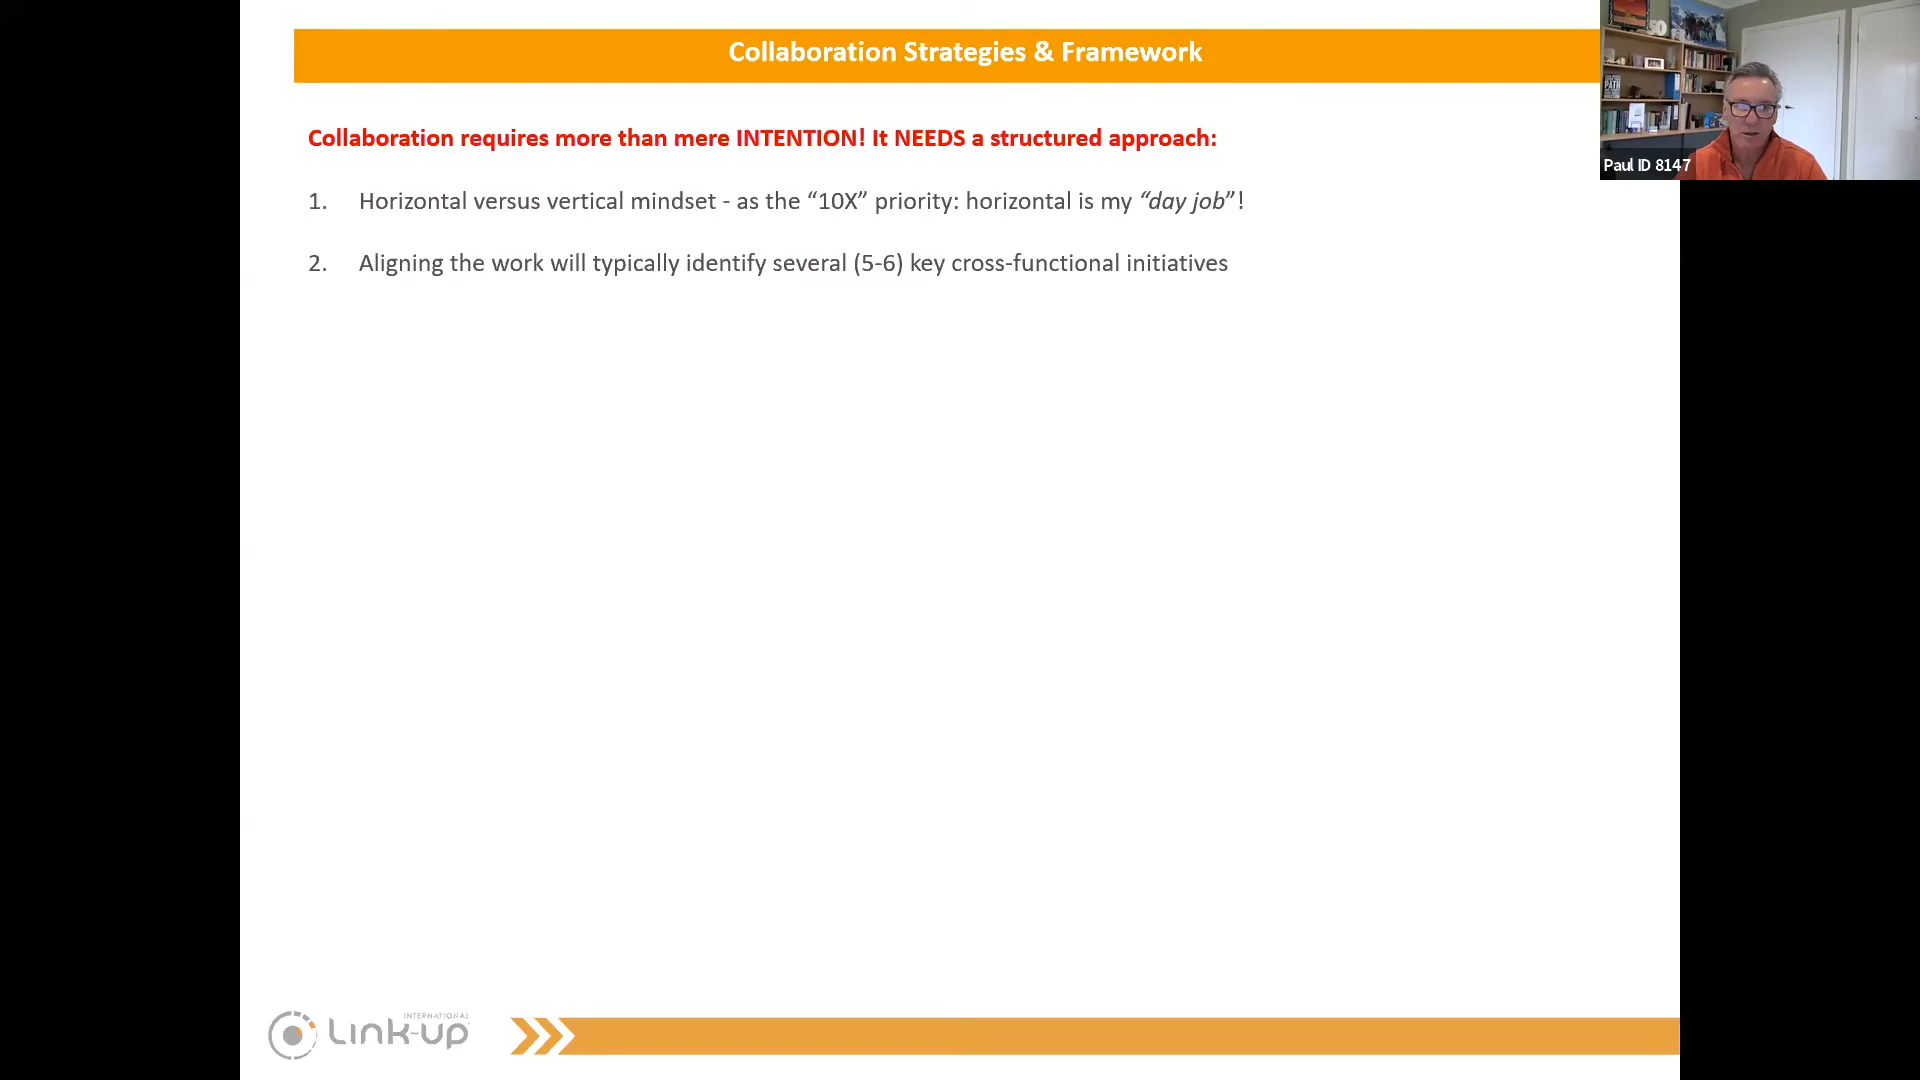 Collaboration Strategies & Framework
Collaboration requires more than mere INTENTION! It NEEDS a structured approach:
1. Horizontal versus vertical mindset - as the “10X” priority: horizontal is my “day job”!
2. Aligning the work will typically identify several (5-6) key cross-functional initiatives
Paul ID 8147
PATH
INTERNATIONAL
Link-up